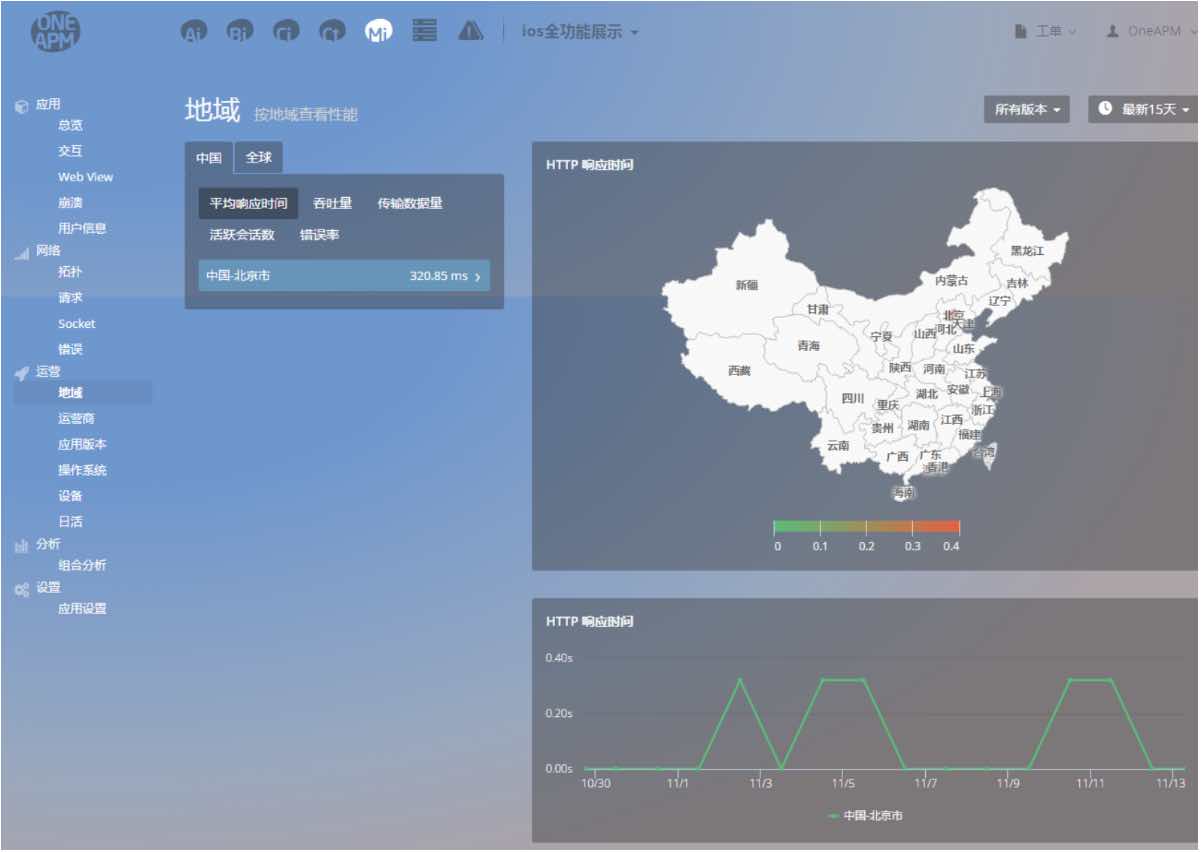 ONE
APM
Ai Bi Ci Ct Mi ios全功能展示 工单 OneAPM
应用
总览
交互
Web View
崩溃
用户信息
网络
拓扑
请求
Socket
错误
运营
地域
运营商
应用版本
操作系统
设备
日活
分析
组合分析
设置
应用设置
地域 按地域查看性能
所有版本 最新15天
中国 全球
平均响应时间 吞吐量 传输数据量
活跃会话数 错误率
中国-北京市 320.85 ms
HTTP 响应时间
黑龙江
内蒙古
吉林
新疆
辽宁
甘肃
北京
天津
宁夏
山西
河北
青海
山东
西藏
陕西
河南
江苏
四川
湖北
安徽
上海
重庆
浙江
贵州
湖南
江西
云南
福建
广西
广东
台湾
香港
海南
0 0.1 0.2 0.3 0.4
HTTP 响应时间
0.40s
0.20s
0.00s
10/30 11/1 11/3 11/5 11/7 11/9 11/11 11/13
中国-北京市